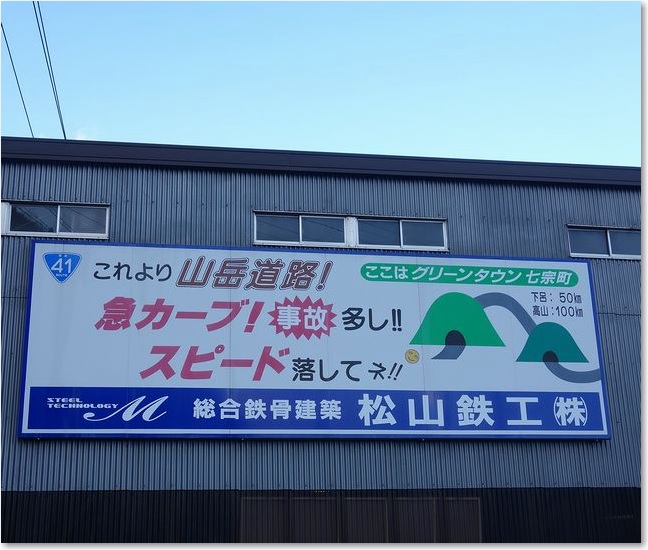 41
これより山岳道路!
ここはグリーンタウン七宗町
下呂: 50km
高山:100km
急カーブ!事故多し!!
スピード落してネ!!
STEEL
TECHNOLOGY M
総合鉄骨建築 松山鉄工㈱